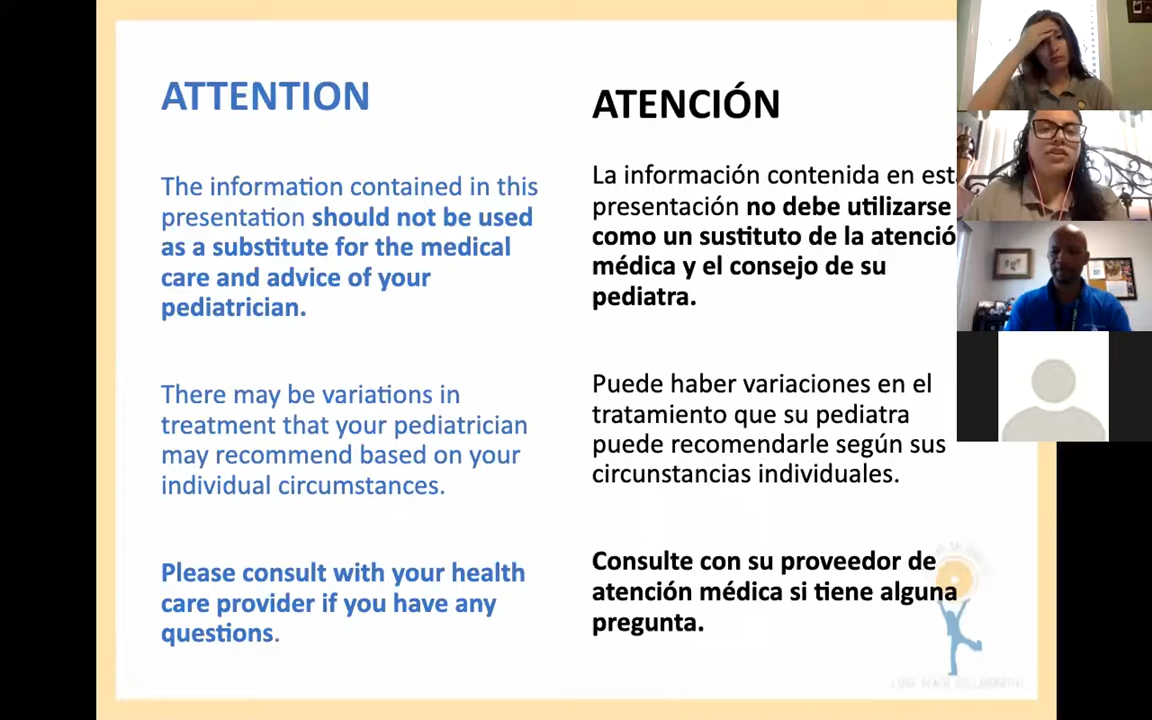 ATTENTION
The information contained in this
presentation should not be used
as a substitute for the medical
care and advice of your
pediatrician.
There may be variations in
treatment that your pediatrician
may recommend based on your
individual circumstances.
Please consult with your health
care provider if you have any
questions.
ATENCIÓN
La información contenida en est
presentación no debe utilizarse
como un sustituto de la atenció
médica y el consejo de su
pediatra.
Puede haber variaciones en el
tratamiento que su pediatra
puede recomendarle según sus
circunstancias individuales.
Consulte con su proveedor de
atención médica si tiene alguna
pregunta.